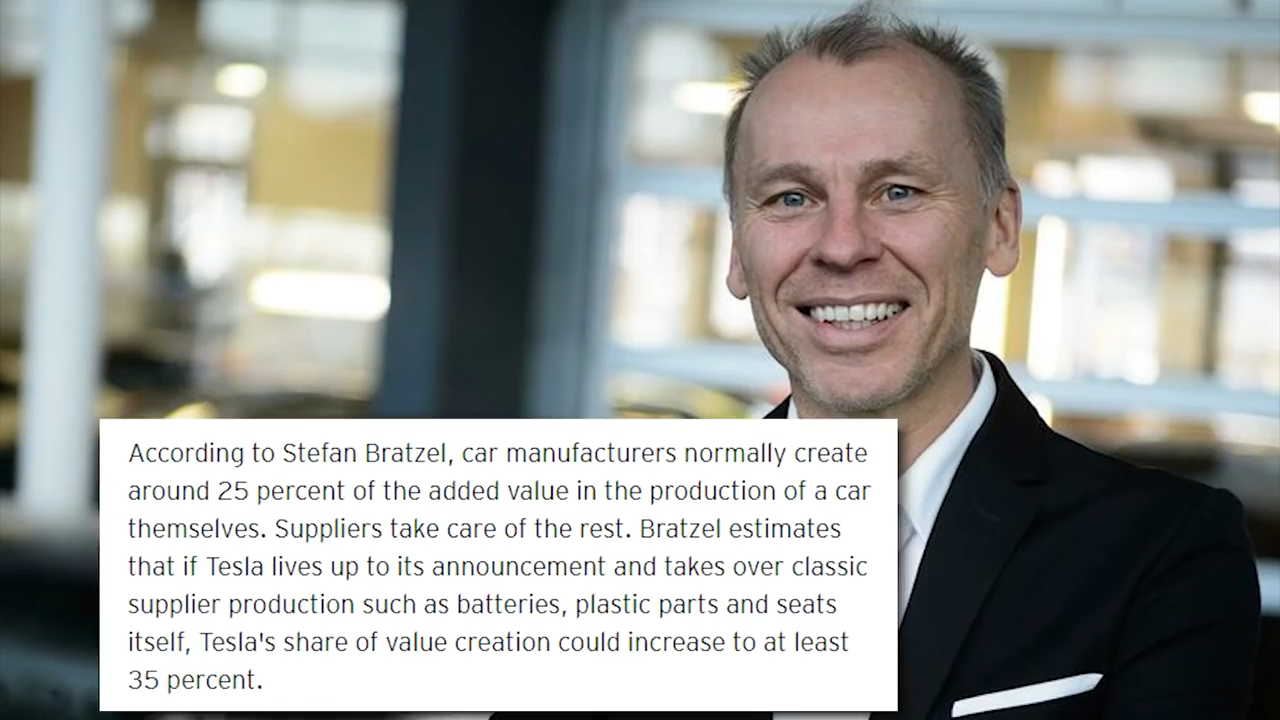 According to Stefan Bratzel, car manufacturers normally create
around 25 percent of the added value in the production of a car
themselves. Suppliers take care of the rest. Bratzel estimates
that if Tesla lives up to its announcement and takes over classic
supplier production such as batteries, plastic parts and seats
itself, Tesla's share of value creation could increase to at least
35 percent.